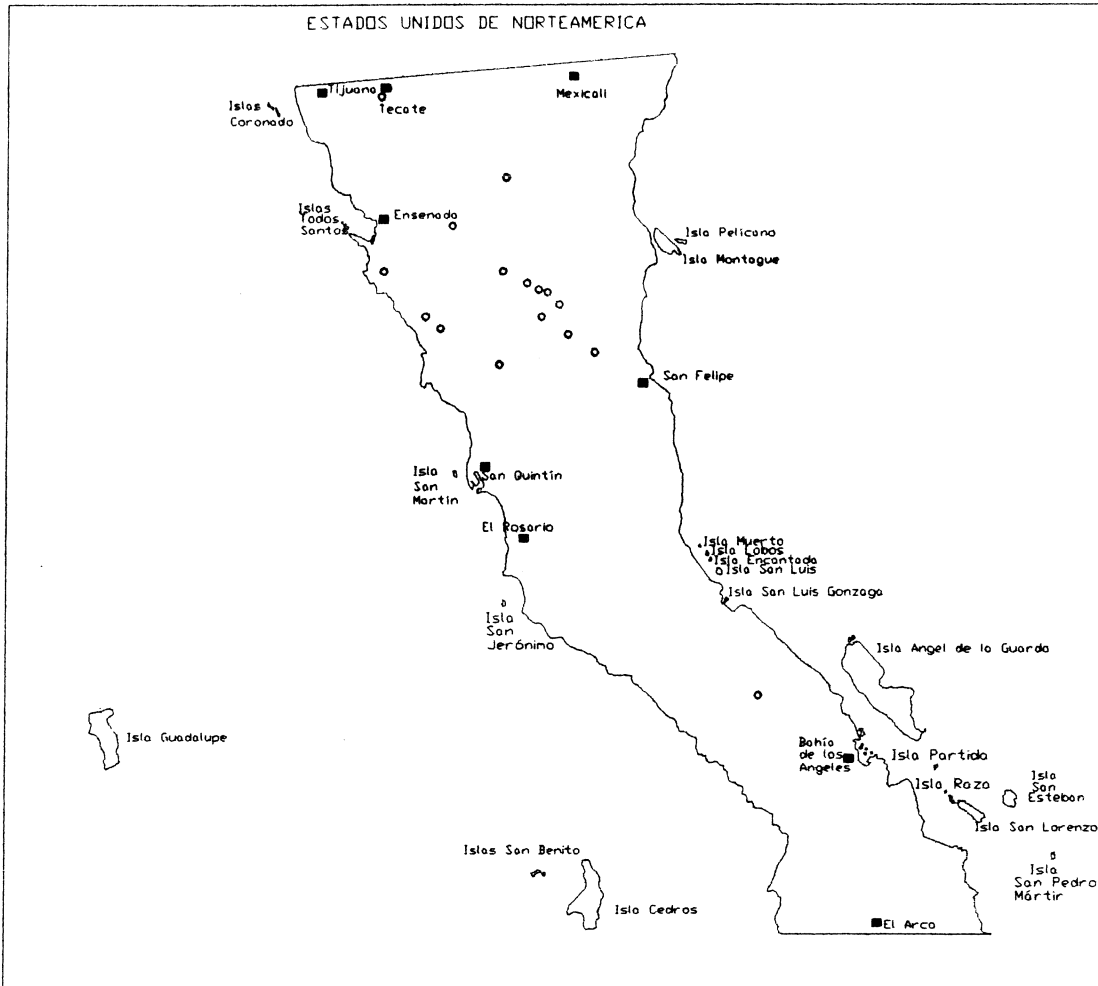 ESTADOS UNIDOS DE NORTEAMERICA
Tijuana
Mexicali
Tecate
Islas
Coronado
Islas
Todos
Santos
Ensenada
Isla Pelícano
Isla Montague
San Felipe
Isla
San
Martín
San Quintín
El Rosario
Isla Muerto
Isla Lobos
Isla Encantada
Isla San Luis
Isla San Luis Gonzaga
Isla
San
Jerónimo
Isla Angel de la Guarda
Isla Guadalupe
Bahía
de los
Angeles
Isla Partida
Isla Raza
Isla
San
Esteban
Isla San Lorenzo
Islas San Benito
Isla
San Pedro
Mártir
Isla Cedros
El Arco